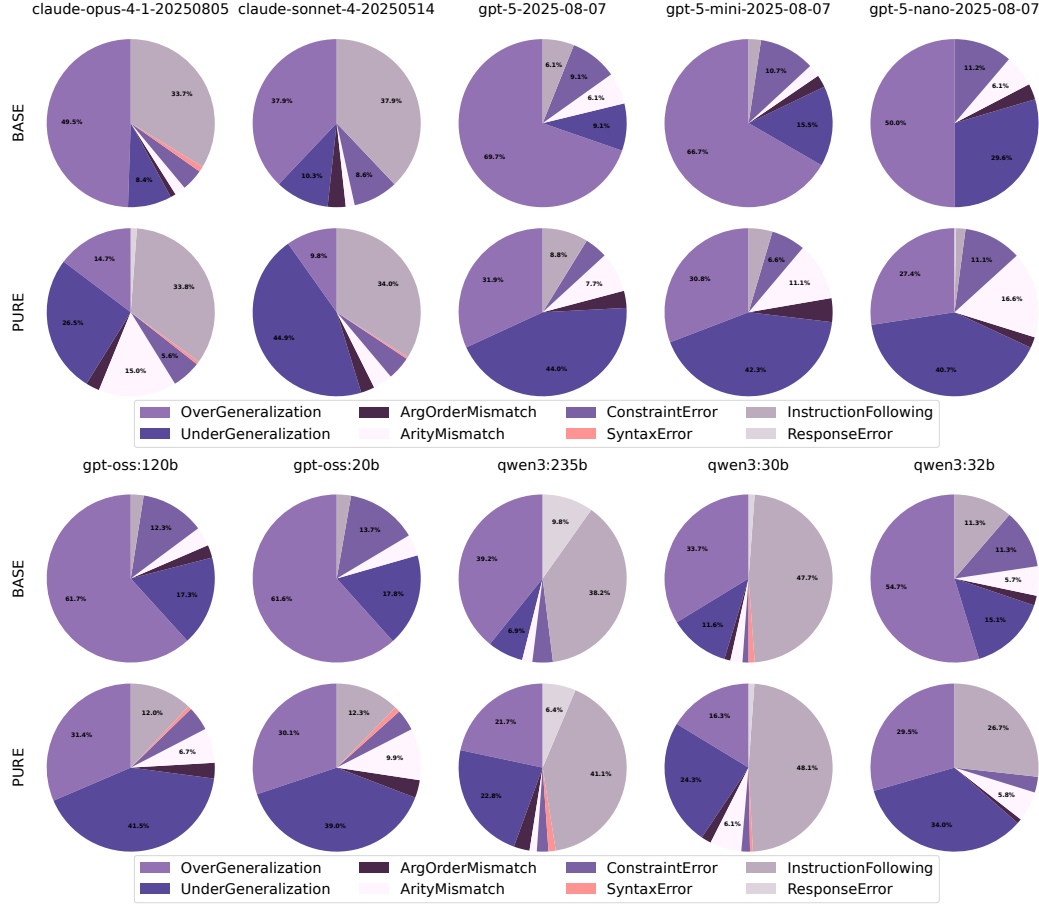 claude-opus-4-1-20250805 claude-sonnet-4-20250514 gpt-5-2025-08-07 gpt-5-mini-2025-08-07 gpt-5-nano-2025-08-07
BASE
49.5% 33.7% 8.4%
37.9% 37.9% 10.3% 8.6%
6.1% 9.1% 6.1% 9.1% 69.7%
10.7% 15.5% 66.7%
11.2% 6.1% 50.0% 29.6%
PURE
14.7% 33.8% 26.5% 5.6% 15.0%
9.8% 34.0% 44.9%
31.9% 8.8% 7.7% 44.0%
30.8% 6.6% 11.1% 42.3%
27.4% 11.1% 16.6% 40.7%
OverGeneralization ArgOrderMismatch ConstraintError InstructionFollowing
UnderGeneralization ArityMismatch SyntaxError ResponseError
gpt-oss:120b gpt-oss:20b qwen3:235b qwen3:30b qwen3:32b
BASE
12.3% 61.7% 17.3%
13.7% 61.6% 17.8%
9.8% 39.2% 38.2% 6.9%
33.7% 47.7% 11.6%
11.3% 11.3% 54.7% 5.7% 15.1%
PURE
31.4% 12.0% 6.7% 41.5%
30.1% 12.3% 9.9% 39.0%
6.4% 21.7% 41.1% 22.8%
16.3% 48.1% 24.3% 6.1%
29.5% 26.7% 5.8% 34.0%
OverGeneralization ArgOrderMismatch ConstraintError InstructionFollowing
UnderGeneralization ArityMismatch SyntaxError ResponseError